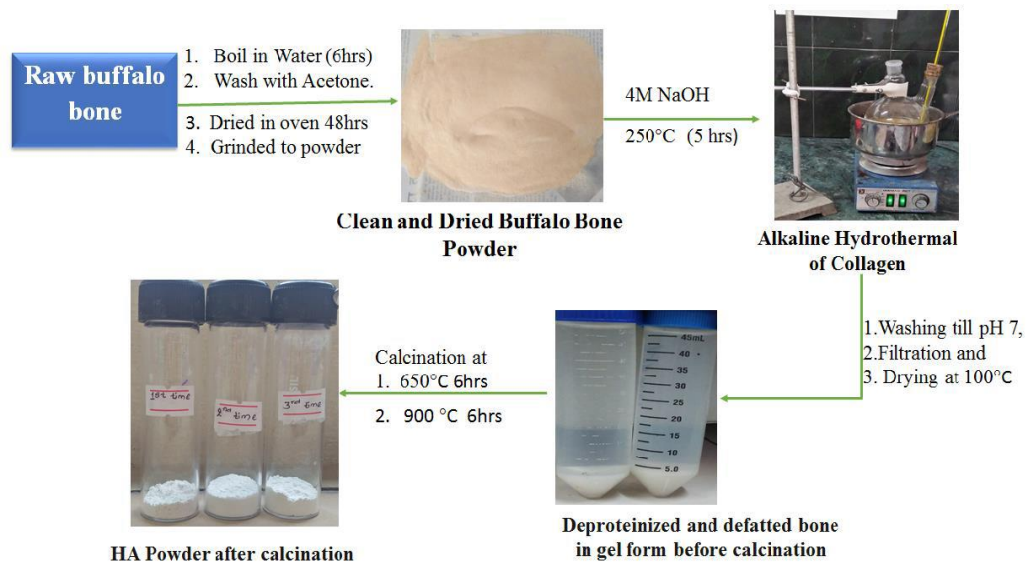 Raw buffalo
bone
1. Boil in Water (6hrs)
2. Wash with Acetone.
3. Dried in oven 48hrs
4. Grinded to powder
Clean and Dried Buffalo Bone
Powder
4M NaOH
250°C (5 hrs)
Alkaline Hydrothermal
of Collagen
1.Washing till pH 7,
2.Filtration and
3. Drying at 100°C
45mL
40
35
30
25
20
15
10
5.0
Deproteinized and defatted bone
in gel form before calcination
Calcination at
1. 650°C 6hrs
2. 900 °C 6hrs
1st time
2nd time
3rd time
HA Powder after calcination